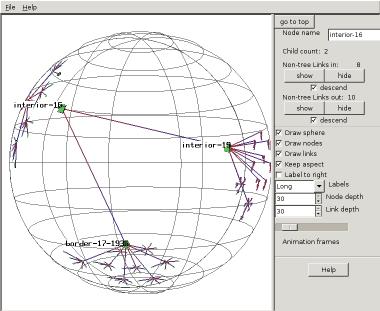 File Help
go to top
Node name interior-16
Child count: 2
Non-tree Links in: 8
show hide
descend
Non-tree Links out: 10
show hide
descend
Draw sphere
Draw nodes
Draw links
Keep aspect
Label to right
Long Labels
30 Node depth
30 Link depth
Animation frames
Help
interior-16
interior-19
border-17-193